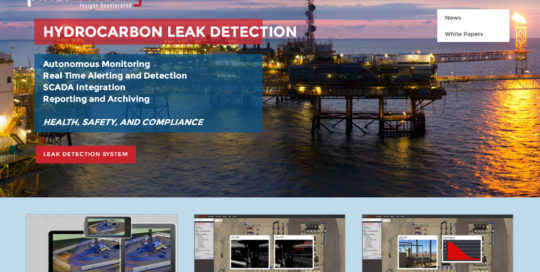 Insight Accelerated
News
HYDROCARBON LEAK DETECTION
White Papers
Autonomous Monitoring
Real Time Alerting and Detection
SCADA Integration
Reporting and Archiving
HEALTH, SAFETY, AND COMPLIANCE
LEAK DETECTION SYSTEM